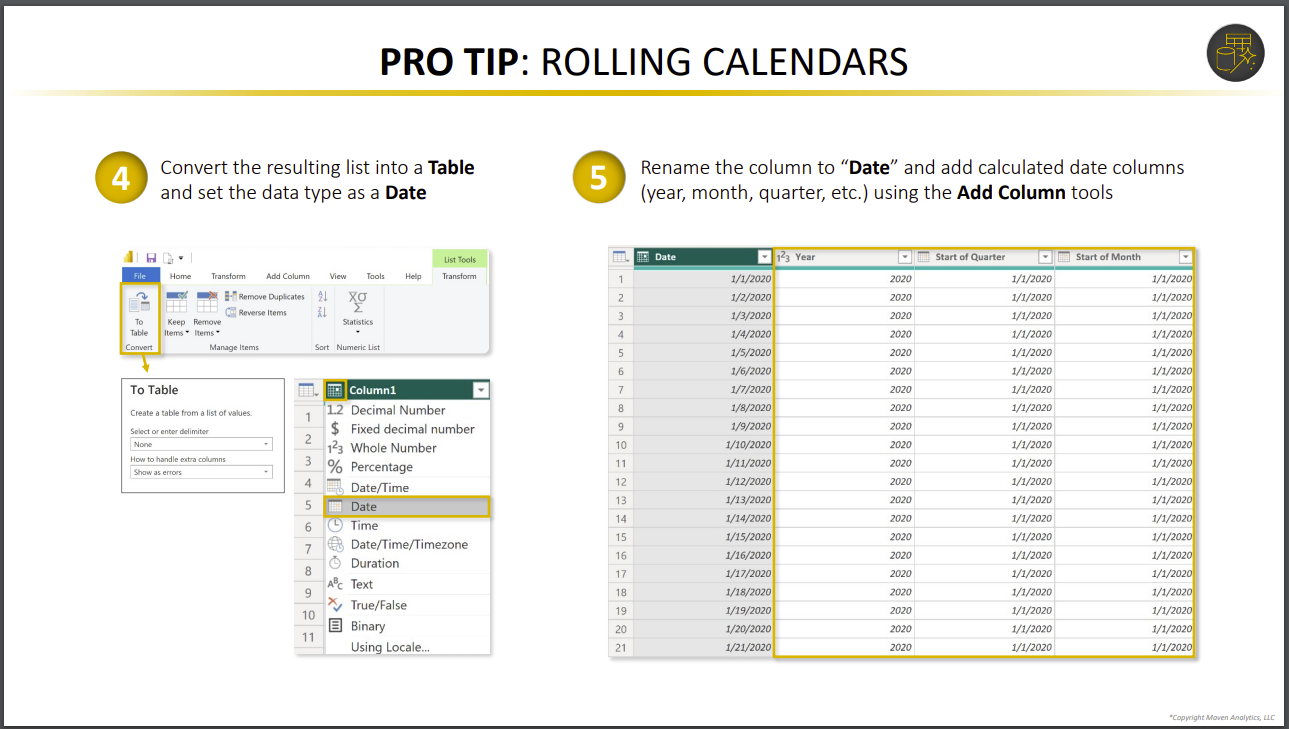 PRO TIP: ROLLING CALENDARS
4
Convert the resulting list into a Table
and set the data type as a Date
List Tools
File Home Transform Add Column View Tools Help Transform
To
Table
Convert
Keep
Items
Remove
Items
Remove Duplicates
Reverse Items
Manage Items
Sort
Statistics
Numeric List
To Table
Create a table from a list of values.
Select or enter delimiter
None
How to handle extra columns
Show as errors
Column1
1.2 Decimal Number
$ Fixed decimal number
123 Whole Number
% Percentage
Date/Time
Date
Time
Date/Time/Timezone
Duration
ABC Text
True/False
Binary
Using Locale...
1
2
3
4
5
6
7
8
9
10
11
5
Rename the column to “Date” and add calculated date columns
(year, month, quarter, etc.) using the Add Column tools
Date 123 Year Start of Quarter Start of Month
1 1/1/2020 2020 1/1/2020 1/1/2020
2 1/2/2020 2020 1/1/2020 1/1/2020
3 1/3/2020 2020 1/1/2020 1/1/2020
4 1/4/2020 2020 1/1/2020 1/1/2020
5 1/5/2020 2020 1/1/2020 1/1/2020
6 1/6/2020 2020 1/1/2020 1/1/2020
7 1/7/2020 2020 1/1/2020 1/1/2020
8 1/8/2020 2020 1/1/2020 1/1/2020
9 1/9/2020 2020 1/1/2020 1/1/2020
10 1/10/2020 2020 1/1/2020 1/1/2020
11 1/11/2020 2020 1/1/2020 1/1/2020
12 1/12/2020 2020 1/1/2020 1/1/2020
13 1/13/2020 2020 1/1/2020 1/1/2020
14 1/14/2020 2020 1/1/2020 1/1/2020
15 1/15/2020 2020 1/1/2020 1/1/2020
16 1/16/2020 2020 1/1/2020 1/1/2020
17 1/17/2020 2020 1/1/2020 1/1/2020
18 1/18/2020 2020 1/1/2020 1/1/2020
19 1/19/2020 2020 1/1/2020 1/1/2020
20 1/20/2020 2020 1/1/2020 1/1/2020
21 1/21/2020 2020 1/1/2020 1/1/2020
*Copyright Maven Analytics, LLC